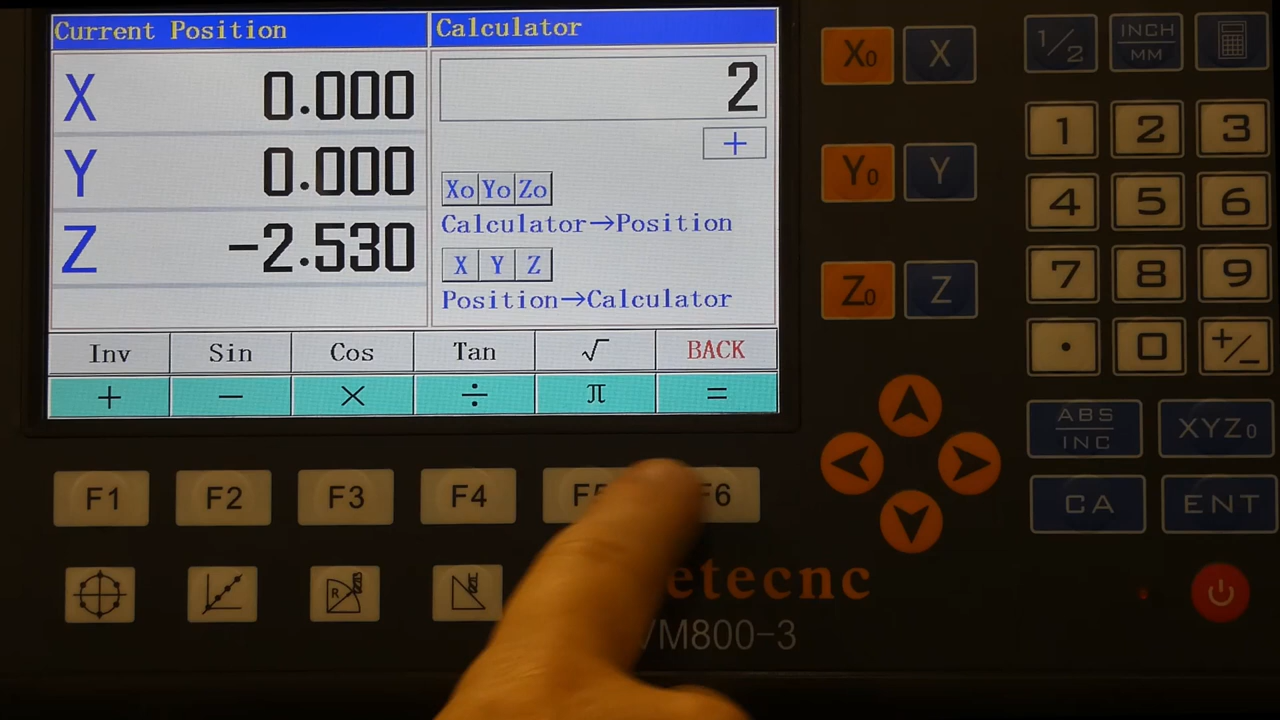 Current Position
Calculator
X 0.000
Y 0.000
Z -2.530
2
+
Xo Yo Zo
Calculator→Position
X Y Z
Position→Calculator
Inv Sin Cos Tan √ BACK
+ − × ÷ π =
F1 F2 F3 F4 F6
R
X0 X
Y0 Y
Z0 Z
1/2 INCH/MM
1 2 3
4 5 6
7 8 9
. 0 +/−
ABS/INC XYZ0
CA ENT
etecnc
VM800-3